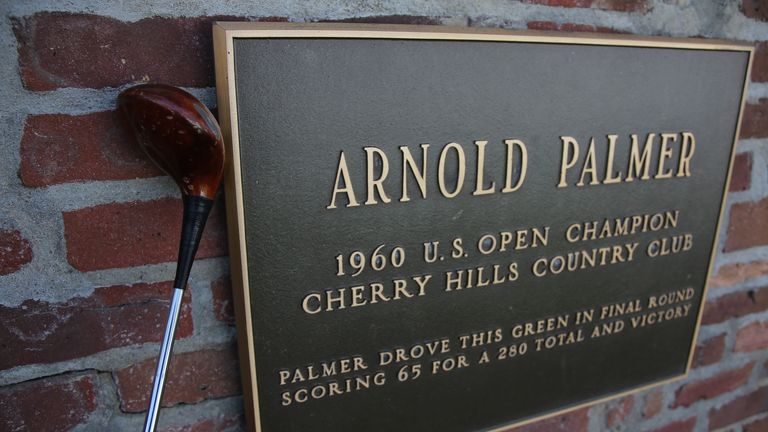 ARNOLD PALMER
1960 U.S. OPEN CHAMPION
CHERRY HILLS COUNTRY CLUB
PALMER DROVE THIS GREEN IN FINAL ROUND
SCORING 65 FOR A 280 TOTAL AND VICTORY